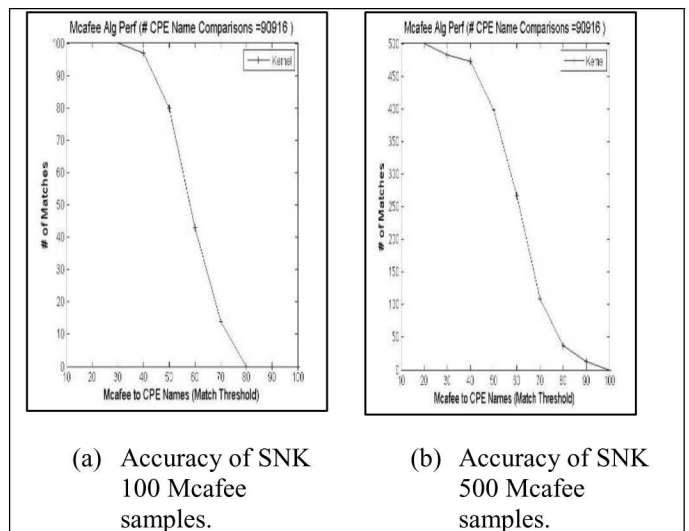 Mcafee Alg Perf (# CPE Name Comparisons =90916 )
Kernel
100
90
80
70
60
50
40
30
20
10
0
# of Matches
10 20 30 40 50 60 70 80 90 100
Mcafee to CPE Names (Match Threshold)
(a) Accuracy of SNK
100 Mcafee
samples.
Mcafee Alg Perf (# CPE Name Comparisons =90916 )
Kernel
500
450
400
350
300
250
200
150
100
50
0
# of Matches
10 20 30 40 50 60 70 80 90 100
Mcafee to CPE Names (Match Threshold)
(b) Accuracy of SNK
500 Mcafee
samples.